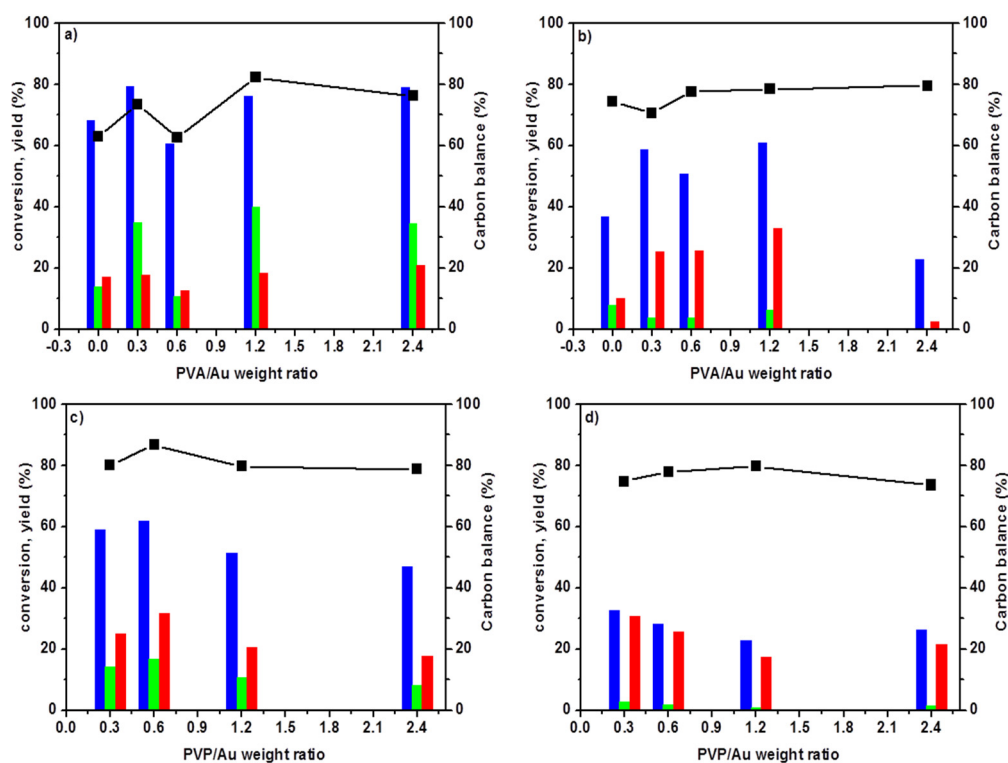 a)
100
80
60
40
20
0
conversion, yield (%)
100
80
60
40
20
0
Carbon balance (%)
-0.3 0.0 0.3 0.6 0.9 1.2 1.5 1.8 2.1 2.4
PVA/Au weight ratio
b)
100
80
60
40
20
0
conversion, yield (%)
100
80
60
40
20
0
Carbon balance (%)
-0.3 0.0 0.3 0.6 0.9 1.2 1.5 1.8 2.1 2.4
PVA/Au weight ratio
c)
100
80
60
40
20
0
conversion, yield (%)
100
80
60
40
20
0
Carbon balance (%)
0.0 0.3 0.6 0.9 1.2 1.5 1.8 2.1 2.4
PVP/Au weight ratio
d)
100
80
60
40
20
0
conversion, yield (%)
100
80
60
40
20
0
Carbon balance (%)
0.0 0.3 0.6 0.9 1.2 1.5 1.8 2.1 2.4
PVP/Au weight ratio